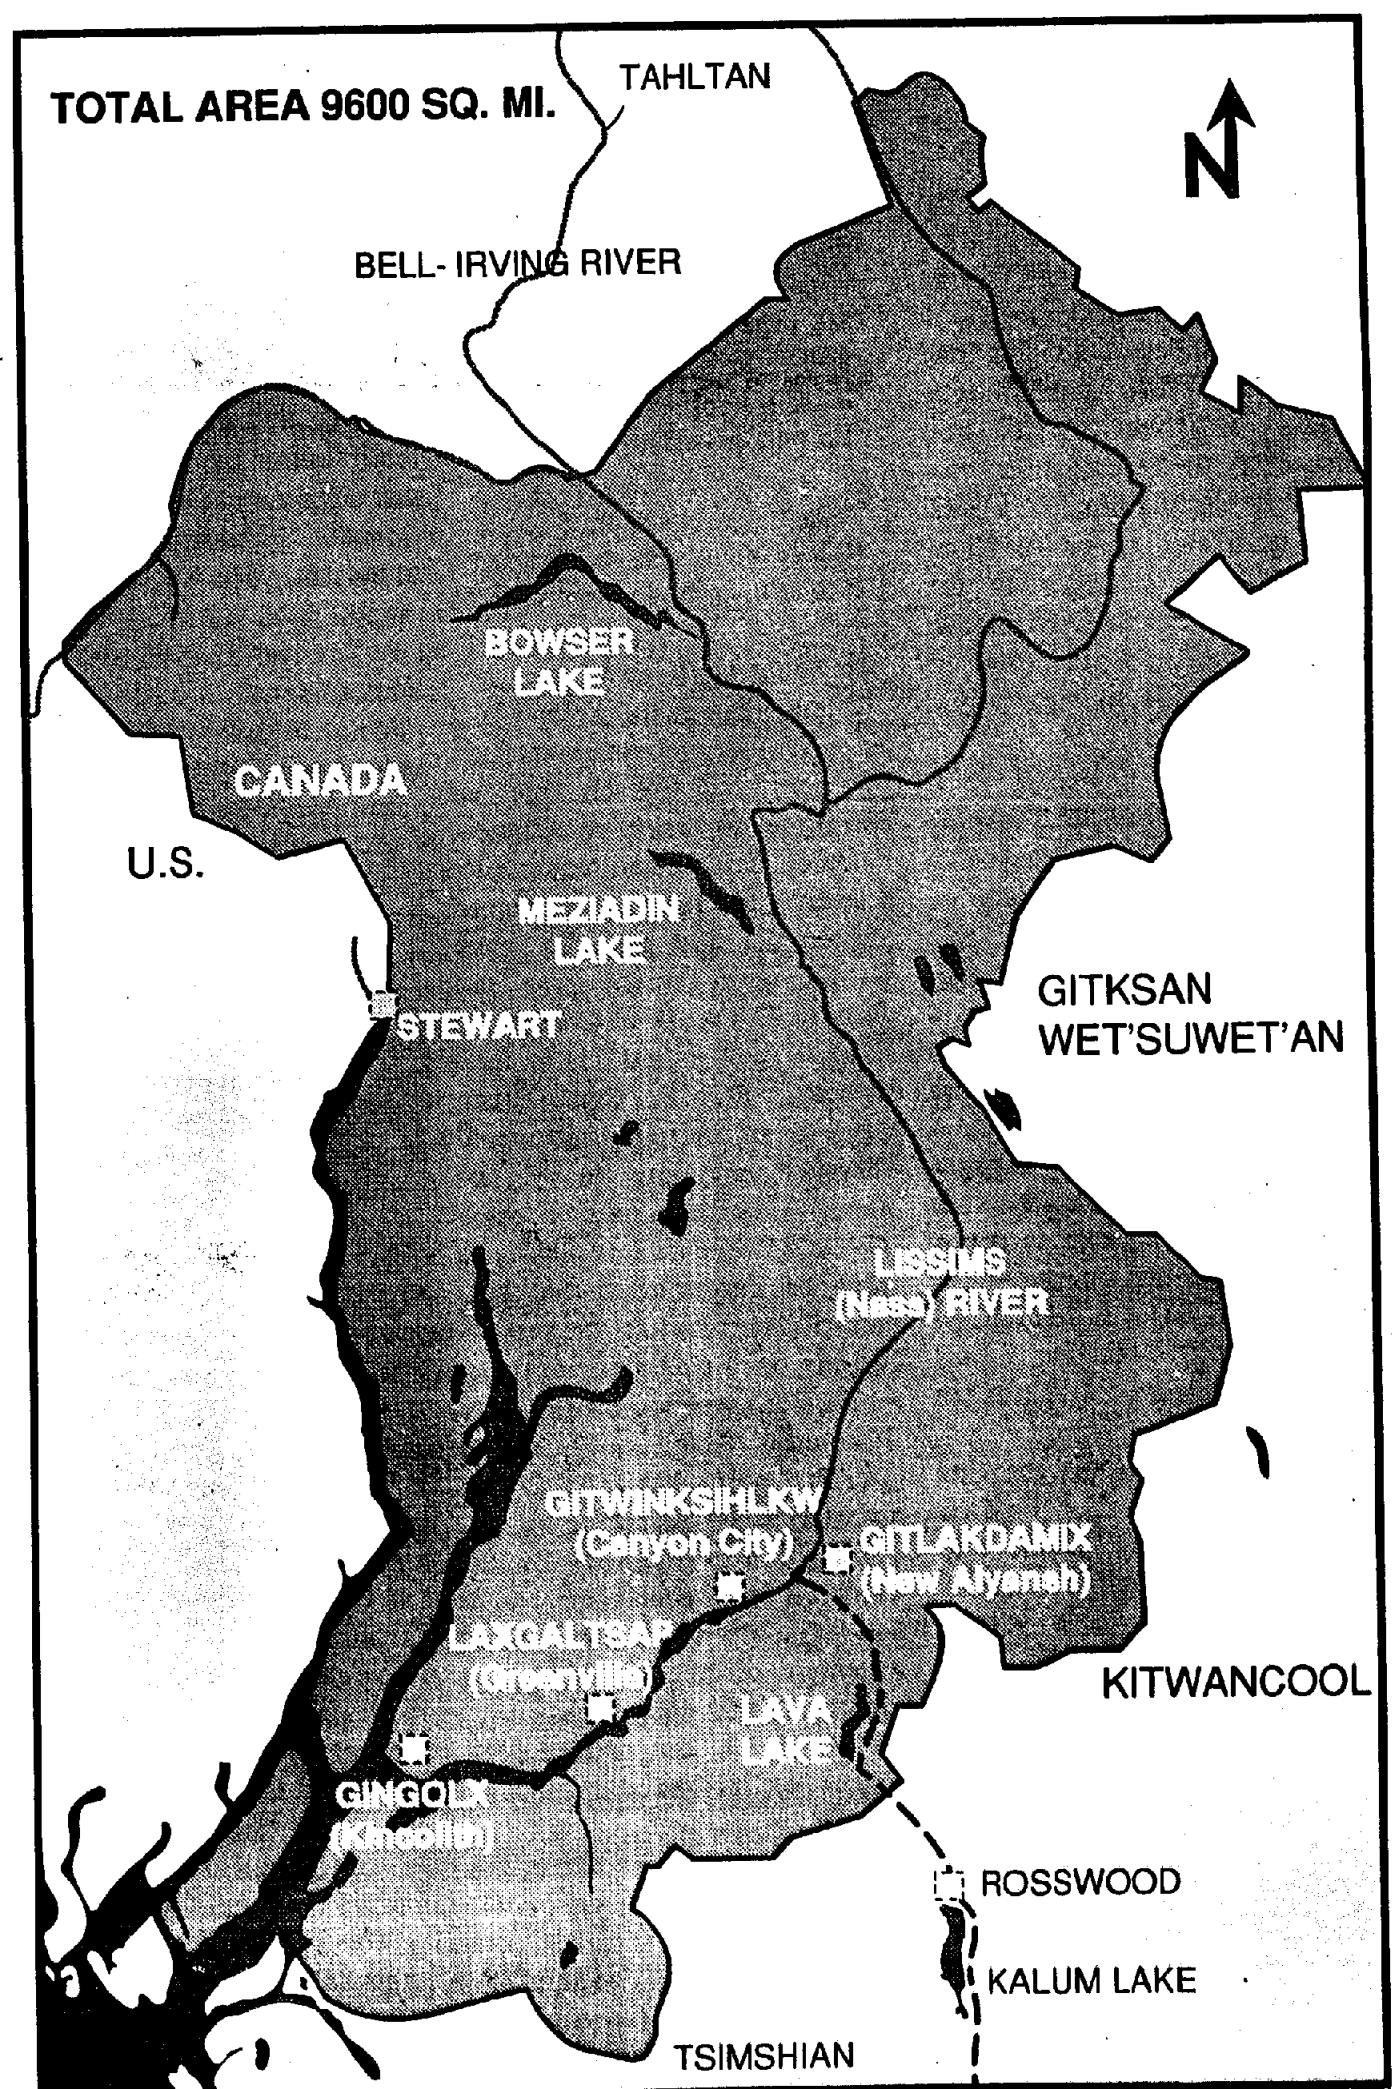 TAHLTAN
TOTAL AREA 9600 SQ. MI.
N
BELL- IRVING RIVER
BOWSER
LAKE
CANADA
U.S.
MEZIADIN
LAKE
GITKSAN
WET'SUWET'AN
STEWART
LISSIMS
(Nass) RIVER
GITWINKSIHLKW
(Canyon City)
GITLAKDAMIX
(New Aiyansh)
LAXGALTSAP
(Greenville)
KITWANCOOL
LAVA
LAKE
GINGOLX
(Kincolith)
ROSSWOOD
KALUM LAKE
TSIMSHIAN